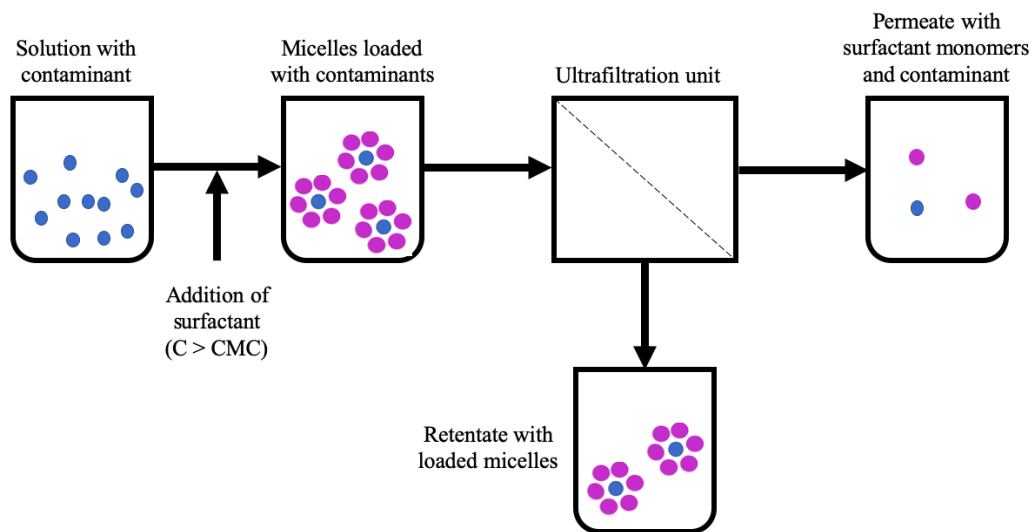 Solution with
contaminant
Micelles loaded
with contaminants
Ultrafiltration unit
Permeate with
surfactant monomers
and contaminant
Addition of
surfactant
(C > CMC)
Retentate with
loaded micelles